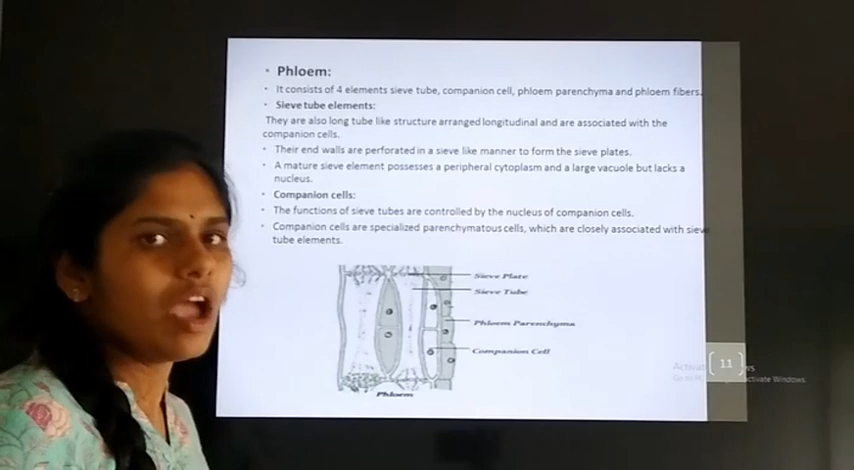 Phloem:
It consists of 4 elements sieve tube, companion cell, phloem parenchyma and phloem fibers.
Sieve tube elements:
They are also long tube like structure arranged longitudinal and are associated with the
companion cells.
Their end walls are perforated in a sieve like manner to form the sieve plates.
A mature sieve element possesses a peripheral cytoplasm and a large vacuole but lacks a
nucleus.
Companion cells:
The functions of sieve tubes are controlled by the nucleus of companion cells.
Companion cells are specialized parenchymatous cells, which are closely associated with sieve
tube elements.
Sieve Plate
Sieve Tube
Phloem Parenchyma
Companion Cell
Phloem
11
activate Windows